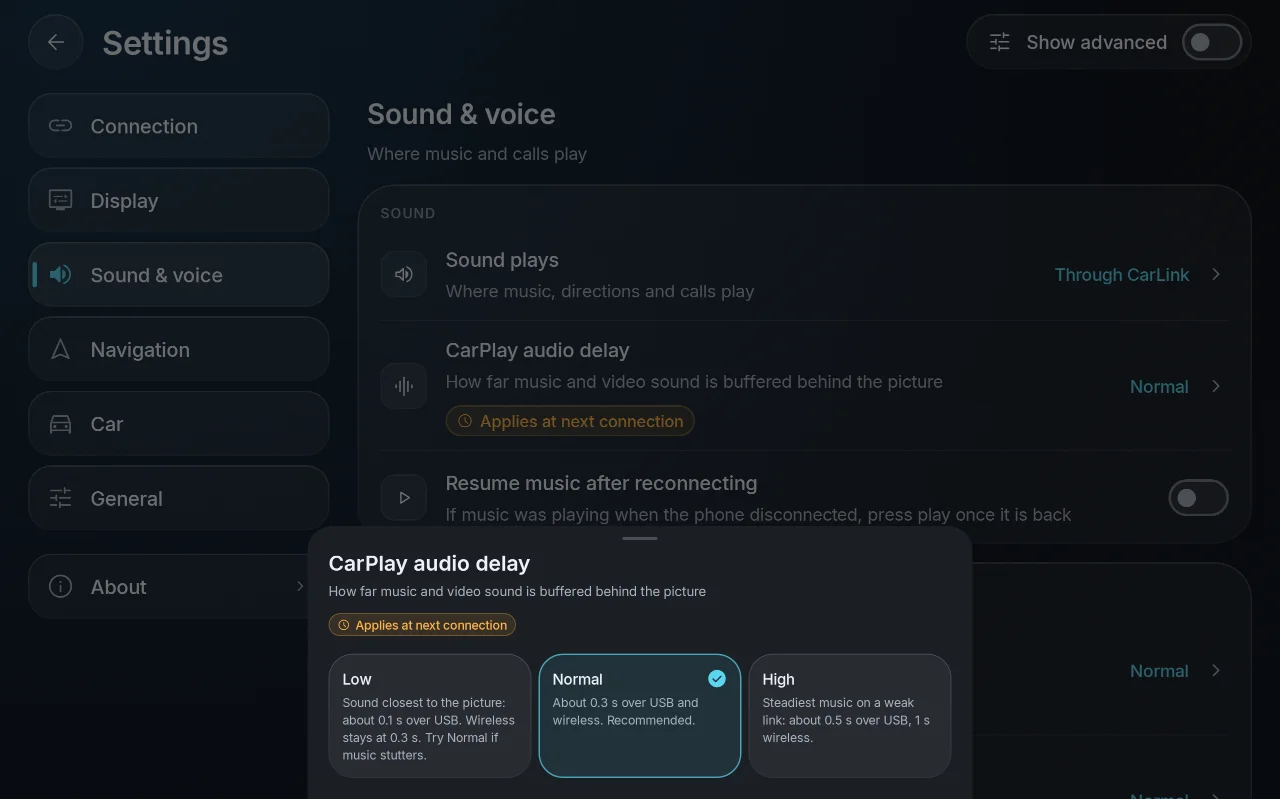 Settings
Show advanced
Connection
Display
Sound & voice
Navigation
Car
General
About
Sound & voice
Where music and calls play
SOUND
Sound plays
Where music, directions and calls play
Through CarLink
CarPlay audio delay
How far music and video sound is buffered behind the picture
Applies at next connection
Normal
Resume music after reconnecting
If music was playing when the phone disconnected, press play once it is back
Normal
Normal
CarPlay audio delay
How far music and video sound is buffered behind the picture
Applies at next connection
Low
Sound closest to the picture:
about 0.1 s over USB. Wireless
stays at 0.3 s. Try Normal if
music stutters.
Normal
About 0.3 s over USB and
wireless. Recommended.
High
Steadiest music on a weak
link: about 0.5 s over USB, 1 s
wireless.